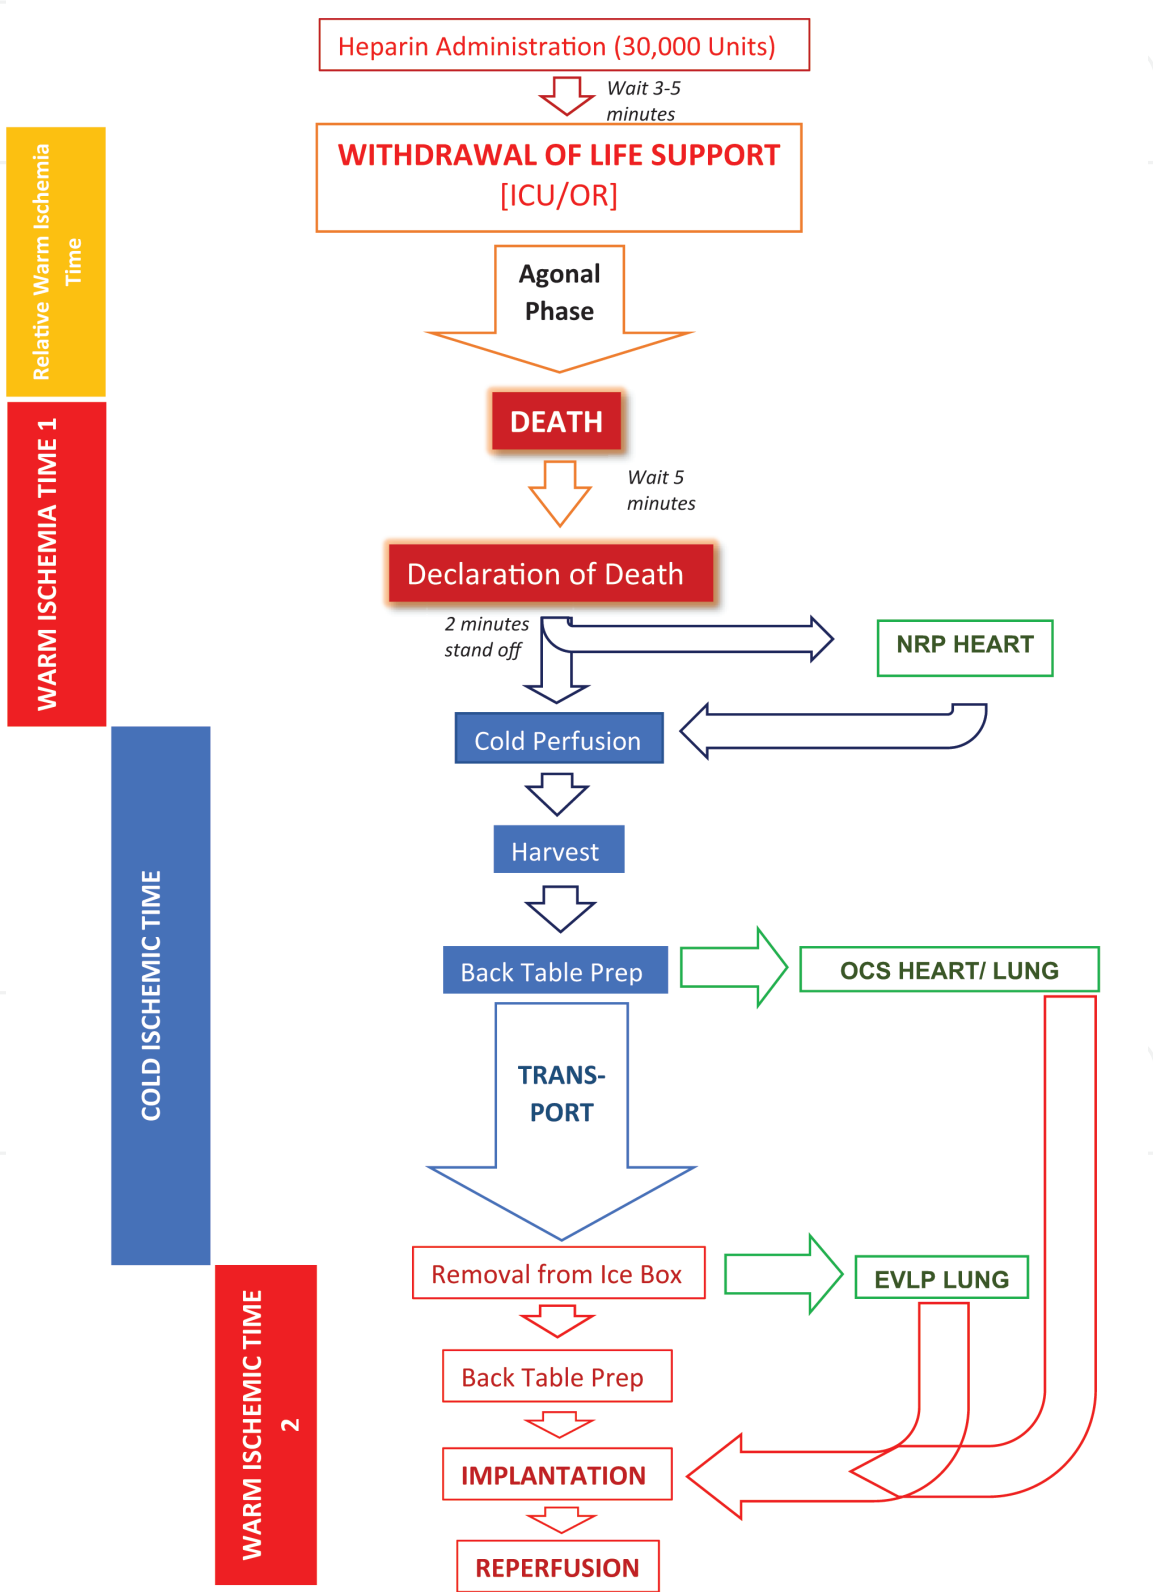 Heparin Administration (30,000 Units)
Wait 3-5
minutes
WITHDRAWAL OF LIFE SUPPORT
[ICU/OR]
Relative Warm Ischemia
Time
Agonal
Phase
DEATH
WARM ISCHEMIA TIME 1
Wait 5
minutes
Declaration of Death
2 minutes
stand off
NRP HEART
Cold Perfusion
Harvest
COLD ISCHEMIC TIME
Back Table Prep
OCS HEART/ LUNG
TRANS-
PORT
Removal from Ice Box
EVLP LUNG
WARM ISCHEMIC TIME
2
Back Table Prep
IMPLANTATION
REPERFUSION